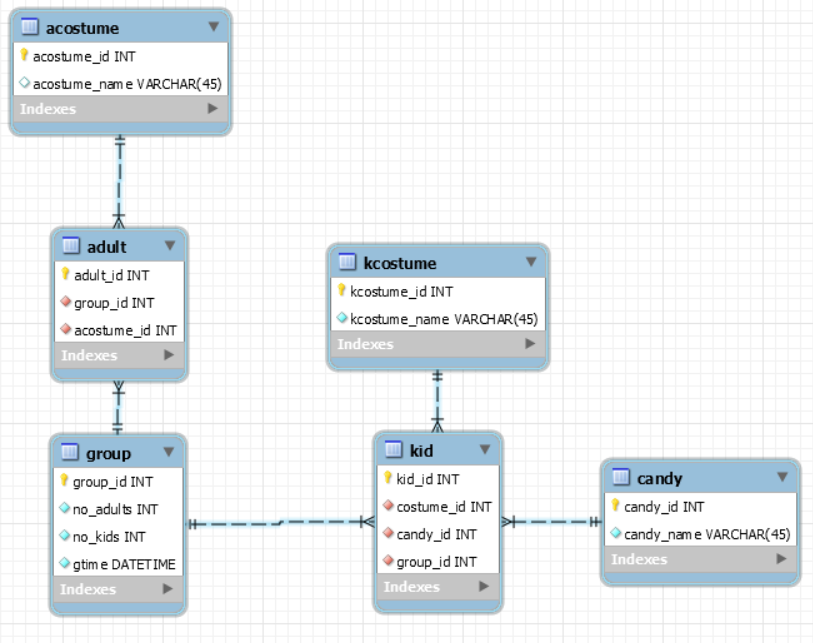 acostume
acostume_id INT
acostume_name VARCHAR(45)
Indexes
adult
adult_id INT
group_id INT
acostume_id INT
Indexes
kcostume
kcostume_id INT
kcostume_name VARCHAR(45)
Indexes
group
group_id INT
no_adults INT
no_kids INT
gtime DATETIME
Indexes
kid
kid_id INT
costume_id INT
candy_id INT
group_id INT
Indexes
candy
candy_id INT
candy_name VARCHAR(45)
Indexes